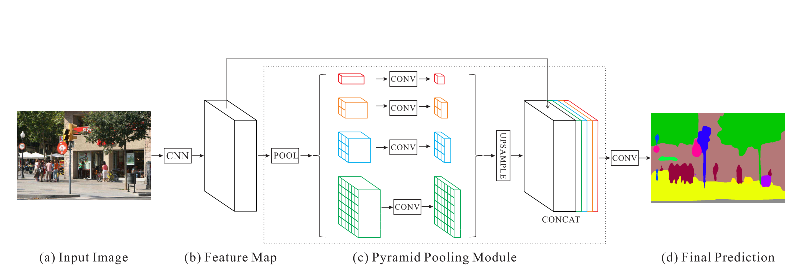 CNN
POOL
CONV
CONV
CONV
CONV
UPSAMPLE
CONCAT
CONV
(a) Input Image
(b) Feature Map
(c) Pyramid Pooling Module
(d) Final Prediction